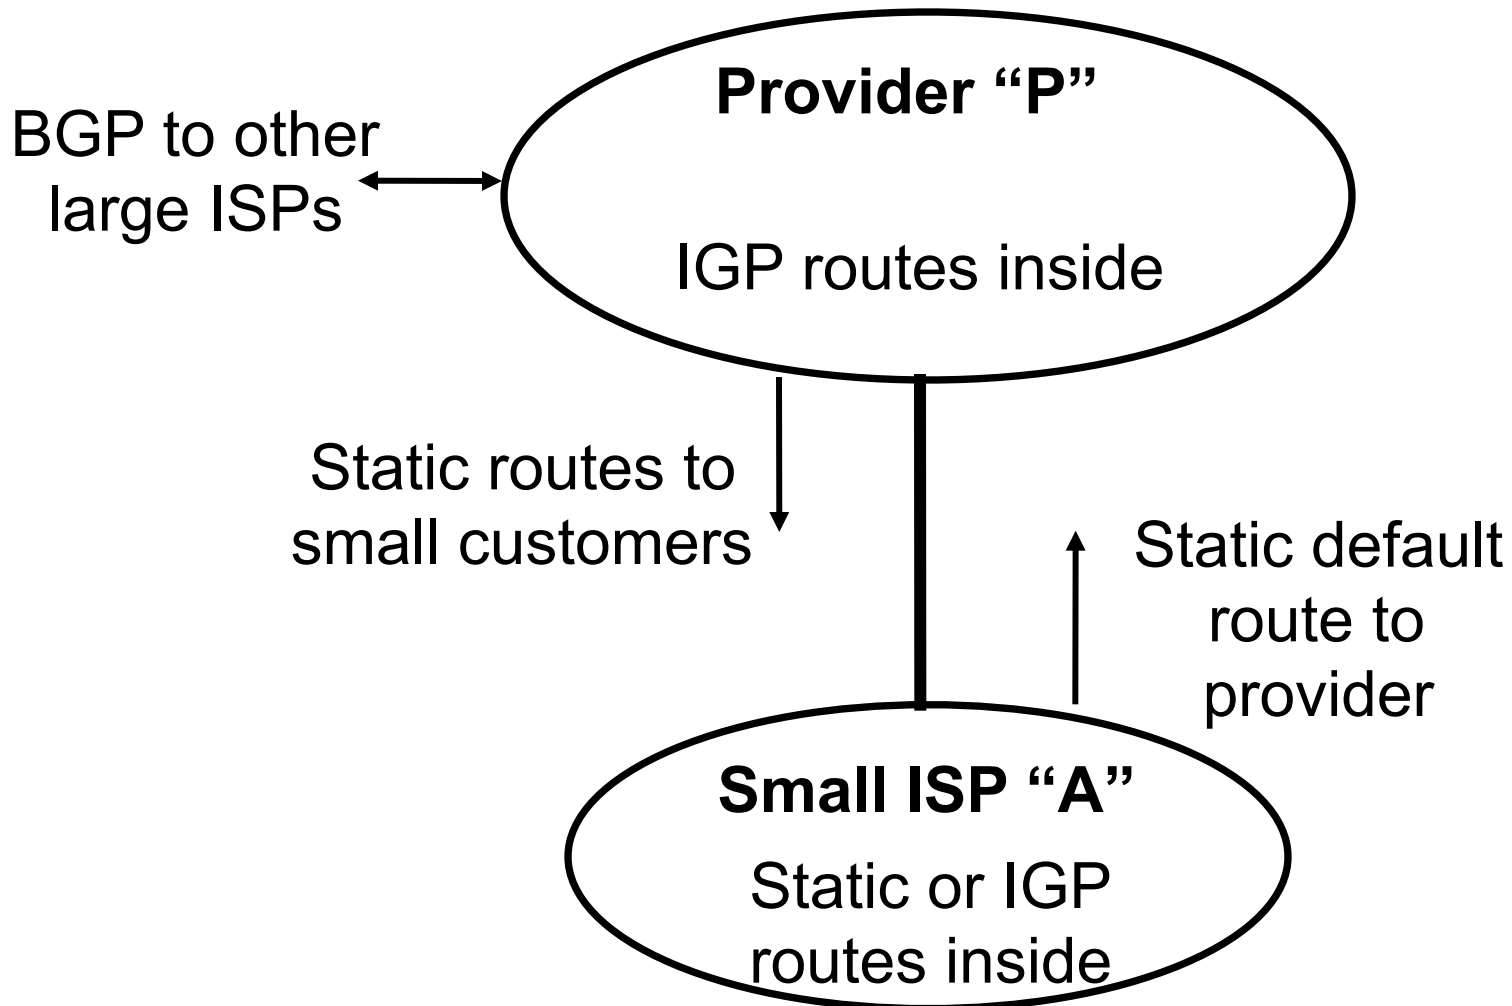 Provider “P”
BGP to other
large ISPs
IGP routes inside
Static routes to
small customers
Static default
route to
provider
Small ISP “A”
Static or IGP
routes inside